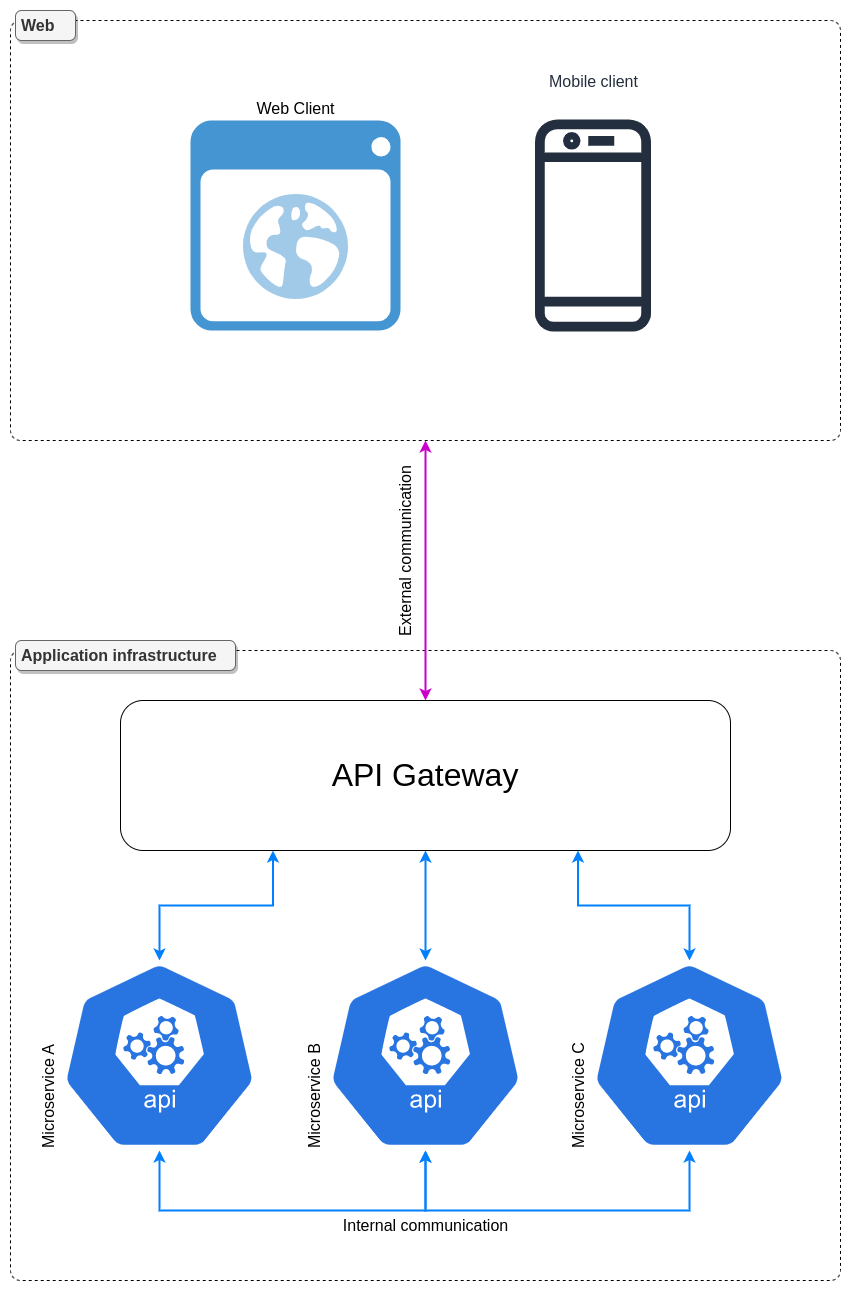 Web
Mobile client
Web Client
External communication
Application infrastructure
API Gateway
Microservice A
api
Microservice B
api
Microservice C
api
Internal communication